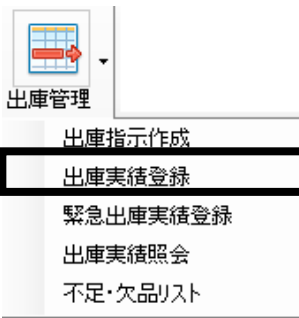 出庫管理
出庫指示作成
出庫実績登録
緊急出庫実績登録
出庫実績照会
不足・欠品リスト